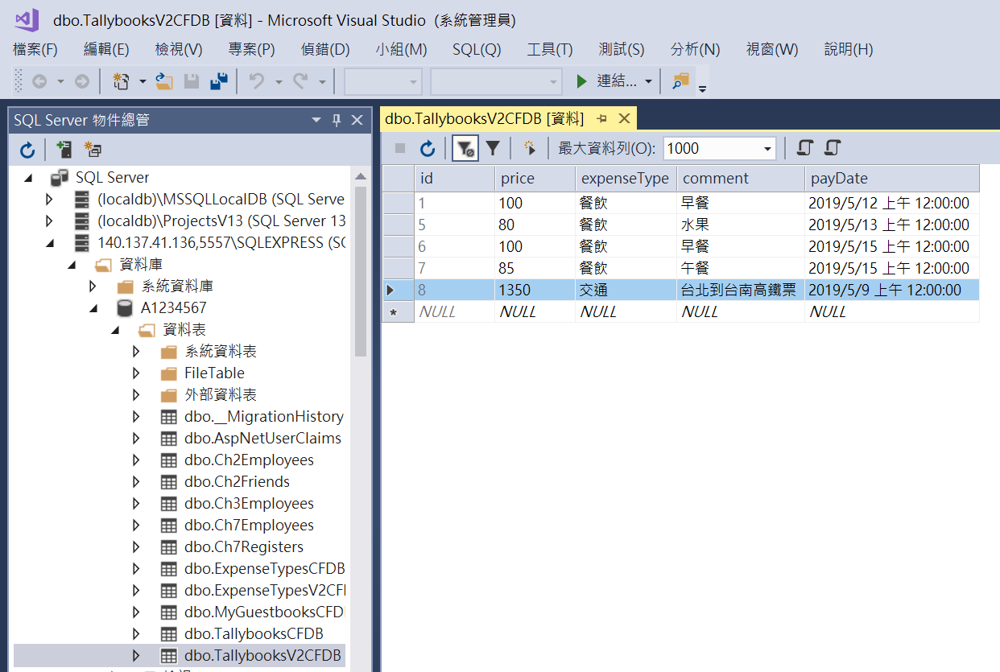 dbo.TallybooksV2CFDB [資料] - Microsoft Visual Studio (系統管理員)
檔案(F) 編輯(E) 檢視(V) 專案(P) 偵錯(D) 小組(M) SQL(Q) 工具(T) 測試(S) 分析(N) 視窗(W) 說明(H)
連結...
SQL Server 物件總管
SQL Server
(localdb)\MSSQLLocalDB (SQL Serve
(localdb)\ProjectsV13 (SQL Server 13
140.137.41.136,5557\SQLEXPRESS (SQ
資料庫
系統資料庫
A1234567
資料表
系統資料表
FileTable
外部資料表
dbo.__MigrationHistory
dbo.AspNetUserClaims
dbo.Ch2Employees
dbo.Ch2Friends
dbo.Ch3Employees
dbo.Ch7Employees
dbo.Ch7Registers
dbo.ExpenseTypesCFDB
dbo.ExpenseTypesV2CF
dbo.MyGuestbooksCFD
dbo.TallybooksCFDB
dbo.TallybooksV2CFDB
dbo.TallybooksV2CFDB [資料]
最大資料列(O): 1000
id price expenseType comment payDate
1 100 餐飲 早餐 2019/5/12 上午 12:00:00
5 80 餐飲 水果 2019/5/13 上午 12:00:00
6 100 餐飲 早餐 2019/5/15 上午 12:00:00
7 85 餐飲 午餐 2019/5/15 上午 12:00:00
8 1350 交通 台北到台南高鐵票 2019/5/9 上午 12:00:00
NULL NULL NULL NULL NULL